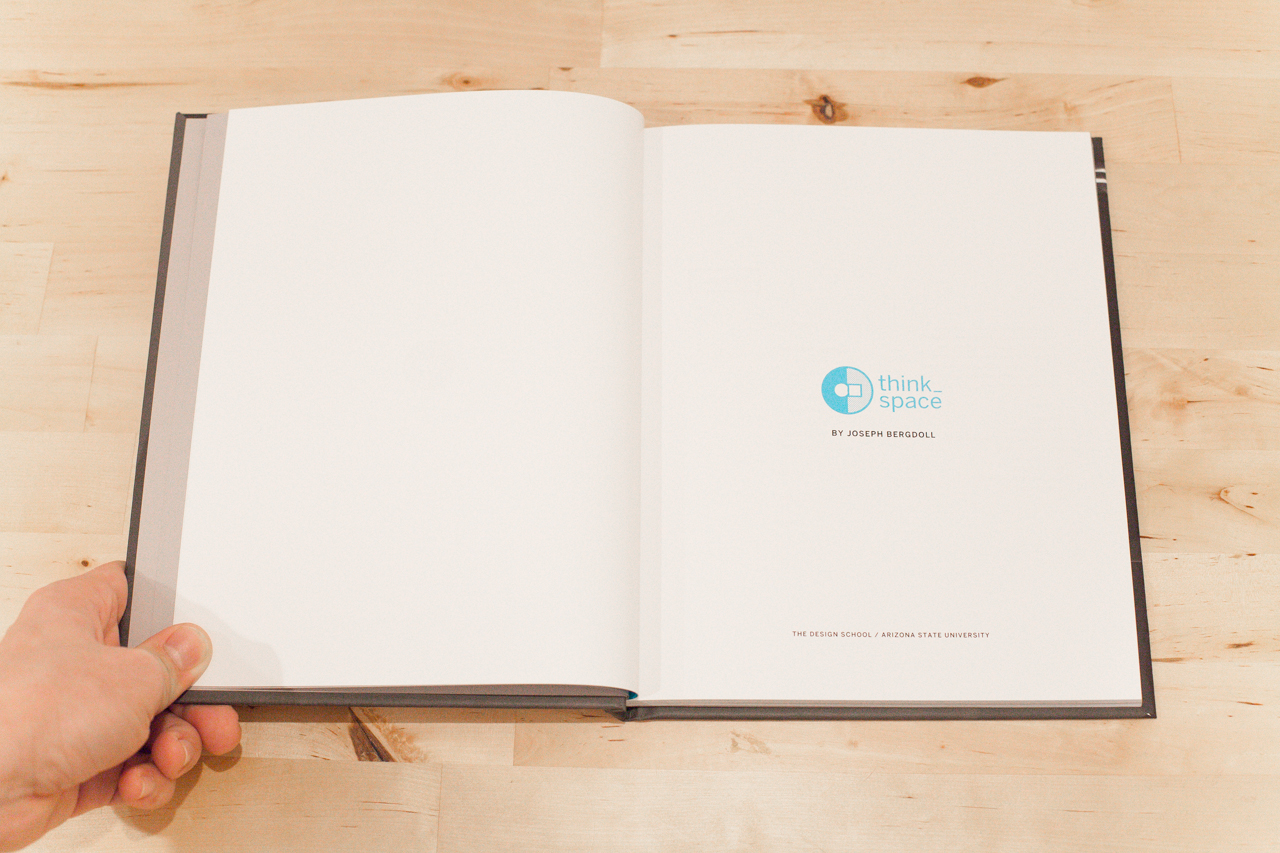 think_
space
BY JOSEPH BERGDOLL
THE DESIGN SCHOOL / ARIZONA STATE UNIVERSITY